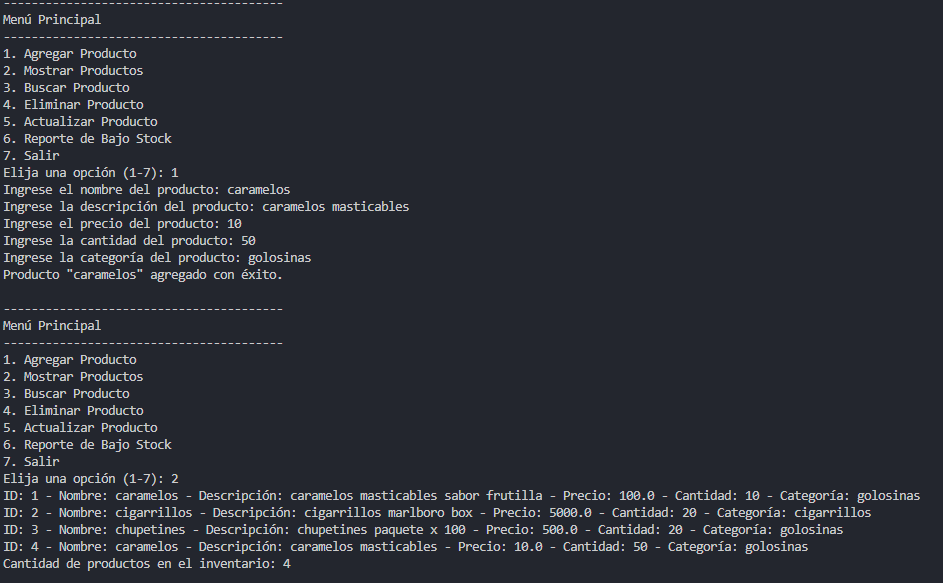 ----------------------------------------
Menú Principal
----------------------------------------
1. Agregar Producto
2. Mostrar Productos
3. Buscar Producto
4. Eliminar Producto
5. Actualizar Producto
6. Reporte de Bajo Stock
7. Salir
Elija una opción (1-7): 1
Ingrese el nombre del producto: caramelos
Ingrese la descripción del producto: caramelos masticables
Ingrese el precio del producto: 10
Ingrese la cantidad del producto: 50
Ingrese la categoría del producto: golosinas
Producto "caramelos" agregado con éxito.

----------------------------------------
Menú Principal
----------------------------------------
1. Agregar Producto
2. Mostrar Productos
3. Buscar Producto
4. Eliminar Producto
5. Actualizar Producto
6. Reporte de Bajo Stock
7. Salir
Elija una opción (1-7): 2
ID: 1 - Nombre: caramelos - Descripción: caramelos masticables sabor frutilla - Precio: 100.0 - Cantidad: 10 - Categoría: golosinas
ID: 2 - Nombre: cigarrillos - Descripción: cigarrillos marlboro box - Precio: 5000.0 - Cantidad: 20 - Categoría: cigarrillos
ID: 3 - Nombre: chupetines - Descripción: chupetines paquete x 100 - Precio: 500.0 - Cantidad: 20 - Categoría: golosinas
ID: 4 - Nombre: caramelos - Descripción: caramelos masticables - Precio: 10.0 - Cantidad: 50 - Categoría: golosinas
Cantidad de productos en el inventario: 4